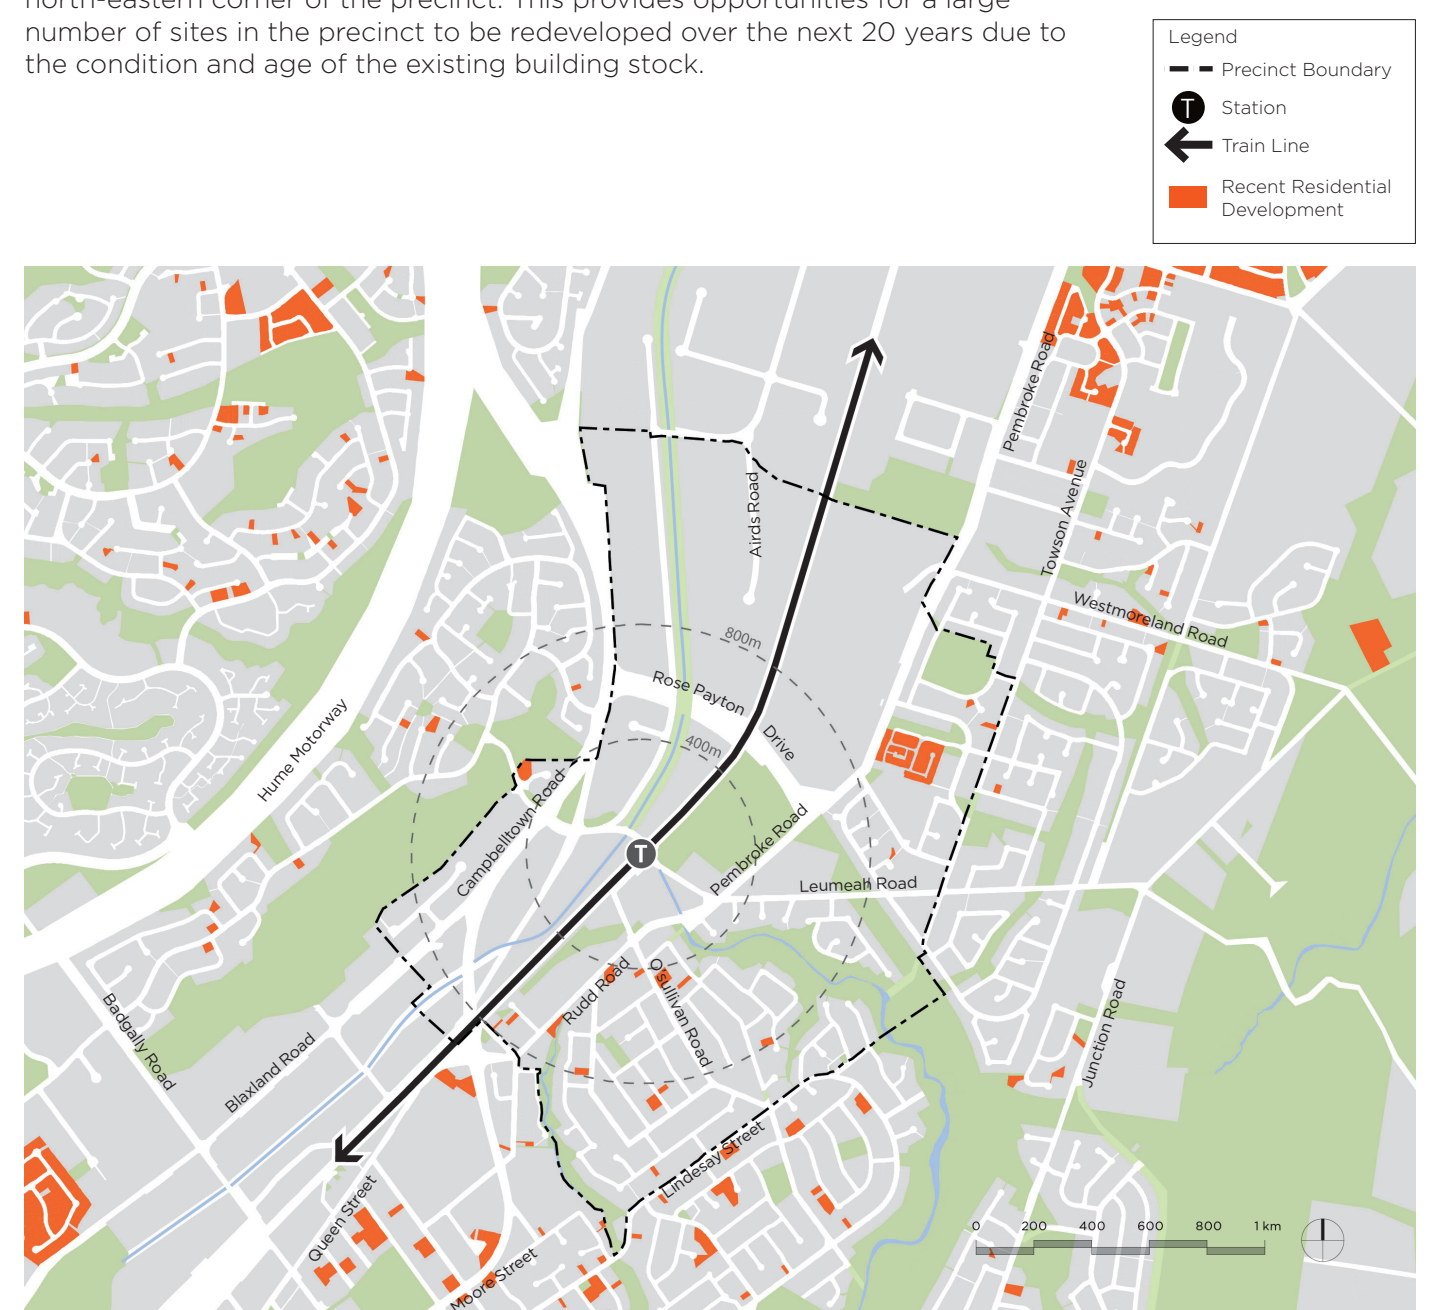 north-eastern corner of the precinct. This provides opportunities for a large
number of sites in the precinct to be redeveloped over the next 20 years due to
the condition and age of the existing building stock.
Legend
Precinct Boundary
T Station
Train Line
Recent Residential
Development
Pembroke Road
Airds Road
Towson Avenue
Westmoreland Road
800m
Rose Payton
Drive
400m
Hume Motorway
Campbelltown Road
T
Pembroke Road
Leumeah Road
Rudd Road
O'sullivan Road
Badgally Road
Blaxland Road
Junction Road
Lindesay Street
Queen Street
Moore Street
0 200 400 600 800 1 km